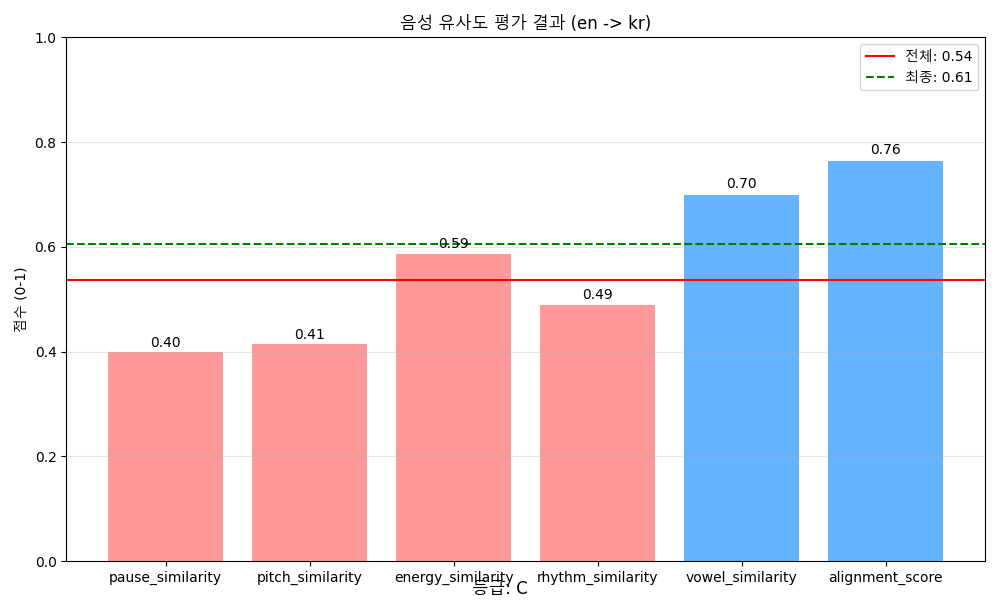 음성 유사도 평가 결과 (en -> kr)
전체: 0.54
최종: 0.61
점수 (0-1)
1.0
0.8
0.6
0.4
0.2
0.0
0.40
0.41
0.59
0.49
0.70
0.76
pause_similarity
pitch_similarity
energy_similarity
rhythm_similarity
vowel_similarity
alignment_score
등급: C